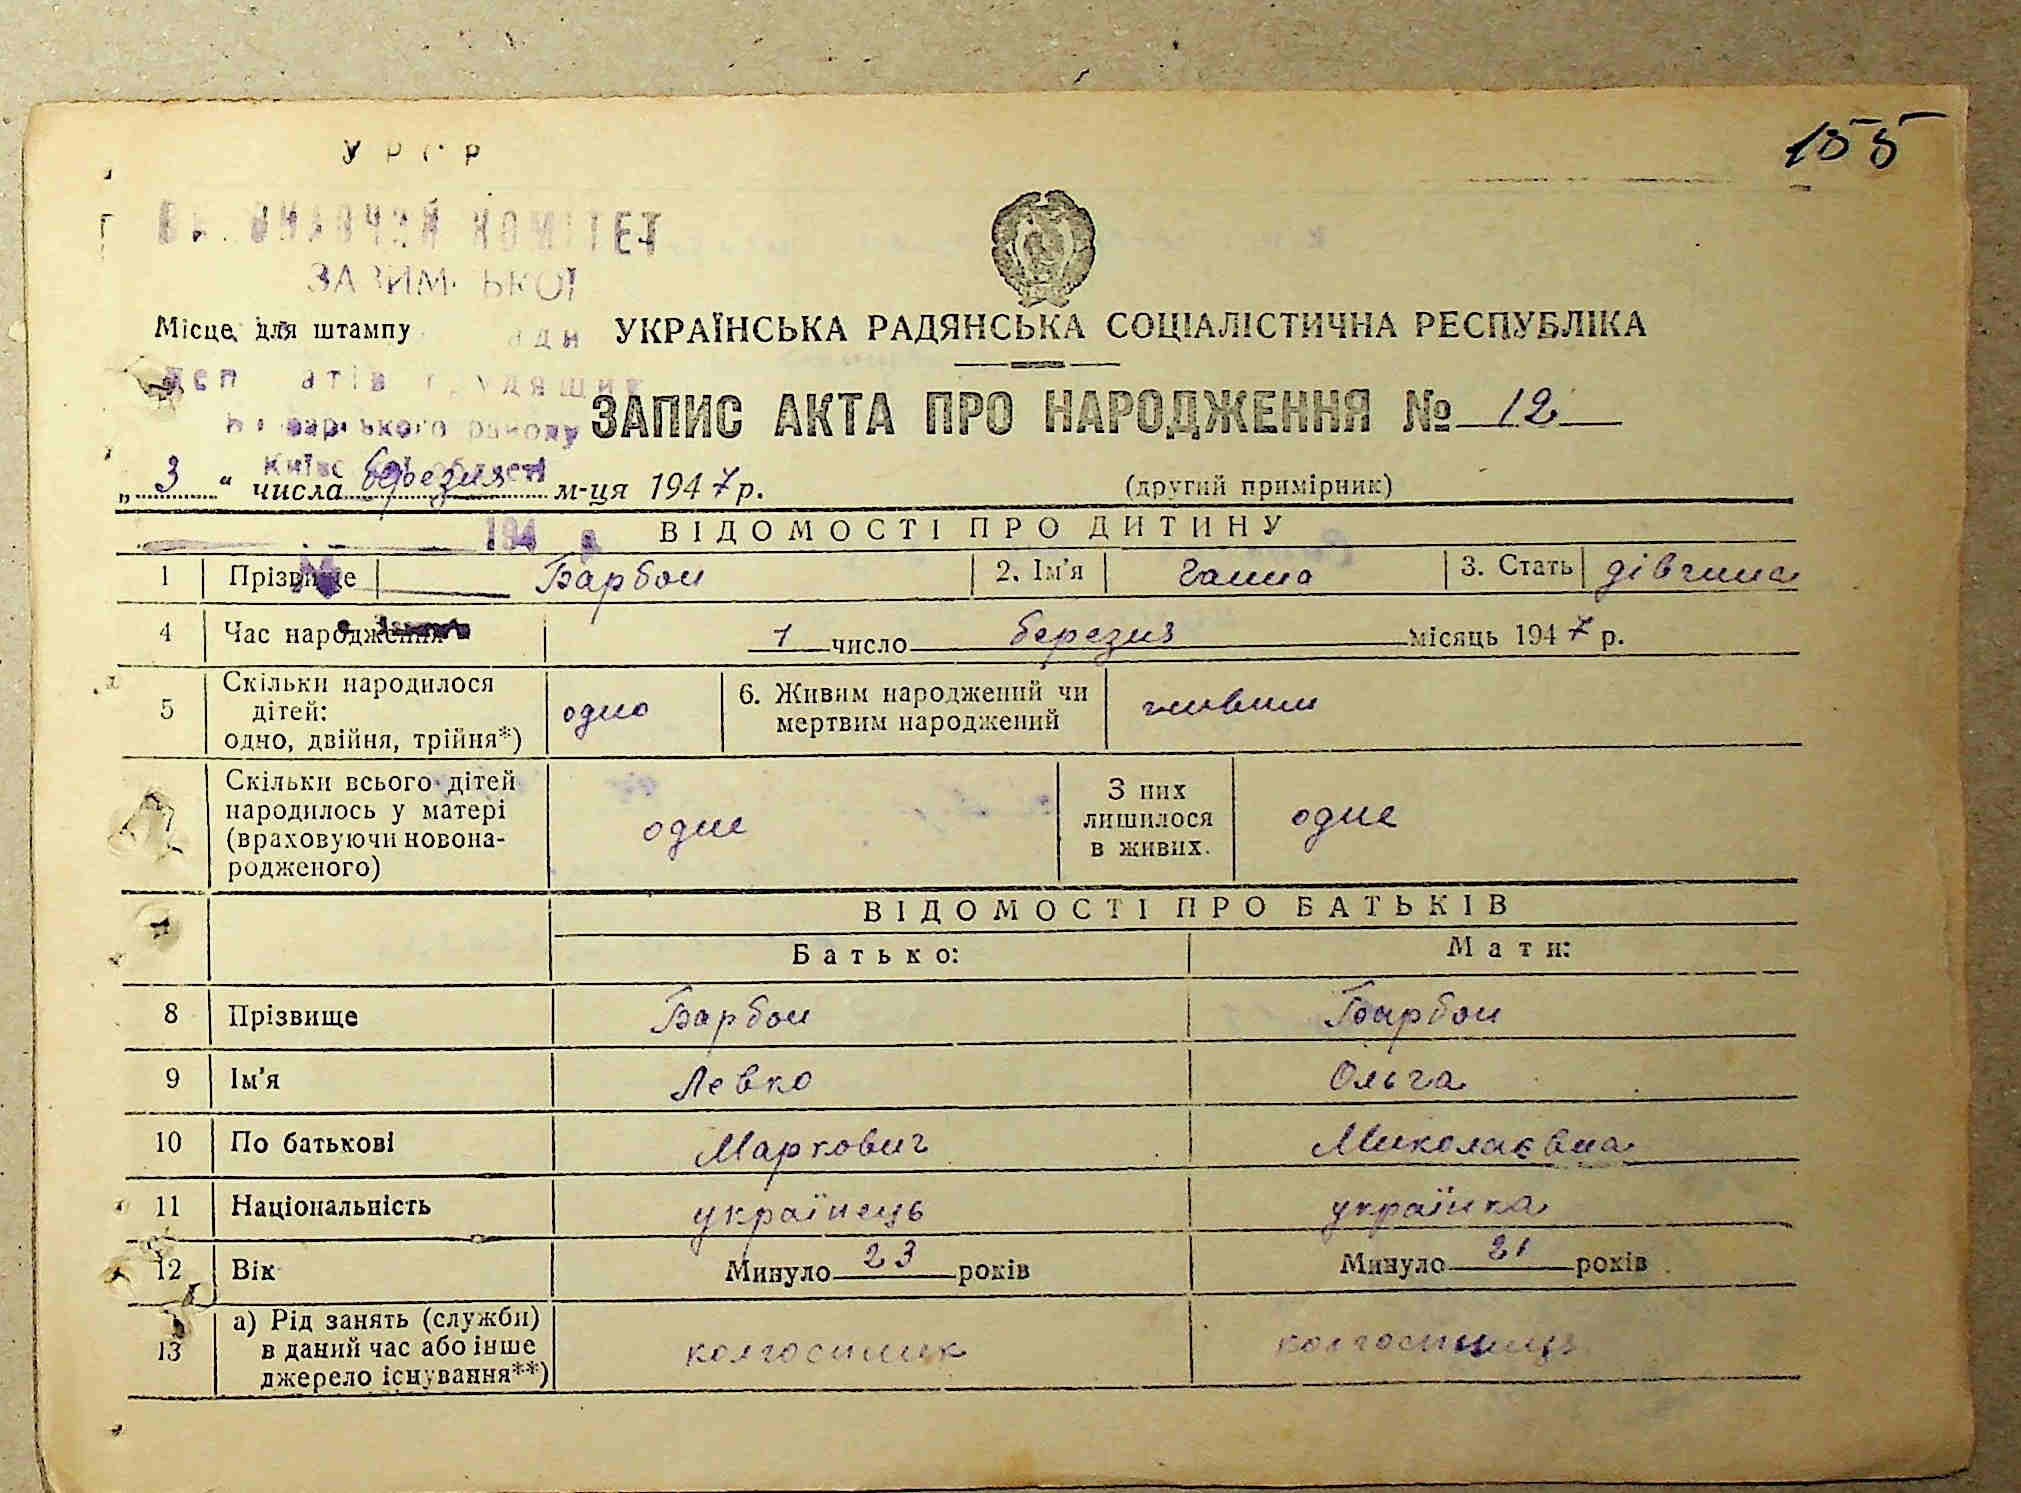 155
УРСР
КОМІТЕТ
Місце для штампу
УКРАЇНСЬКА РАДЯНСЬКА СОЦІАЛІСТИЧНА РЕСПУБЛІКА
ЗАПИС АКТА ПРО НАРОДЖЕННЯ № 12
„ 3 “ числа березня м-ця 1947 р. (другий примірник)
194 р
ВІДОМОСТІ ПРО ДИТИНУ
1 Прізвище Барбон 2. Ім'я Ганна 3. Стать дівчина
4 Час народження 1 число березня місяць 1947 р.
5 Скільки народилося дітей: одно, двійня, трійня*) одно 6. Живим народжений чи мертвим народжений живим
Скільки всього дітей народилось у матері (враховуючи новонародженого) одне З них лишилося в живих. одне
ВІДОМОСТІ ПРО БАТЬКІВ
Батько: Мати:
8 Прізвище Барбон Барбон
9 Ім'я Левко Ольга
10 По батькові Маркович Миколаєвна
11 Національність українець українка
12 Вік Минуло 23 років Минуло 21 років
13 а) Рід занять (служби) в даний час або інше джерело існування**) колгоспник колгоспниця